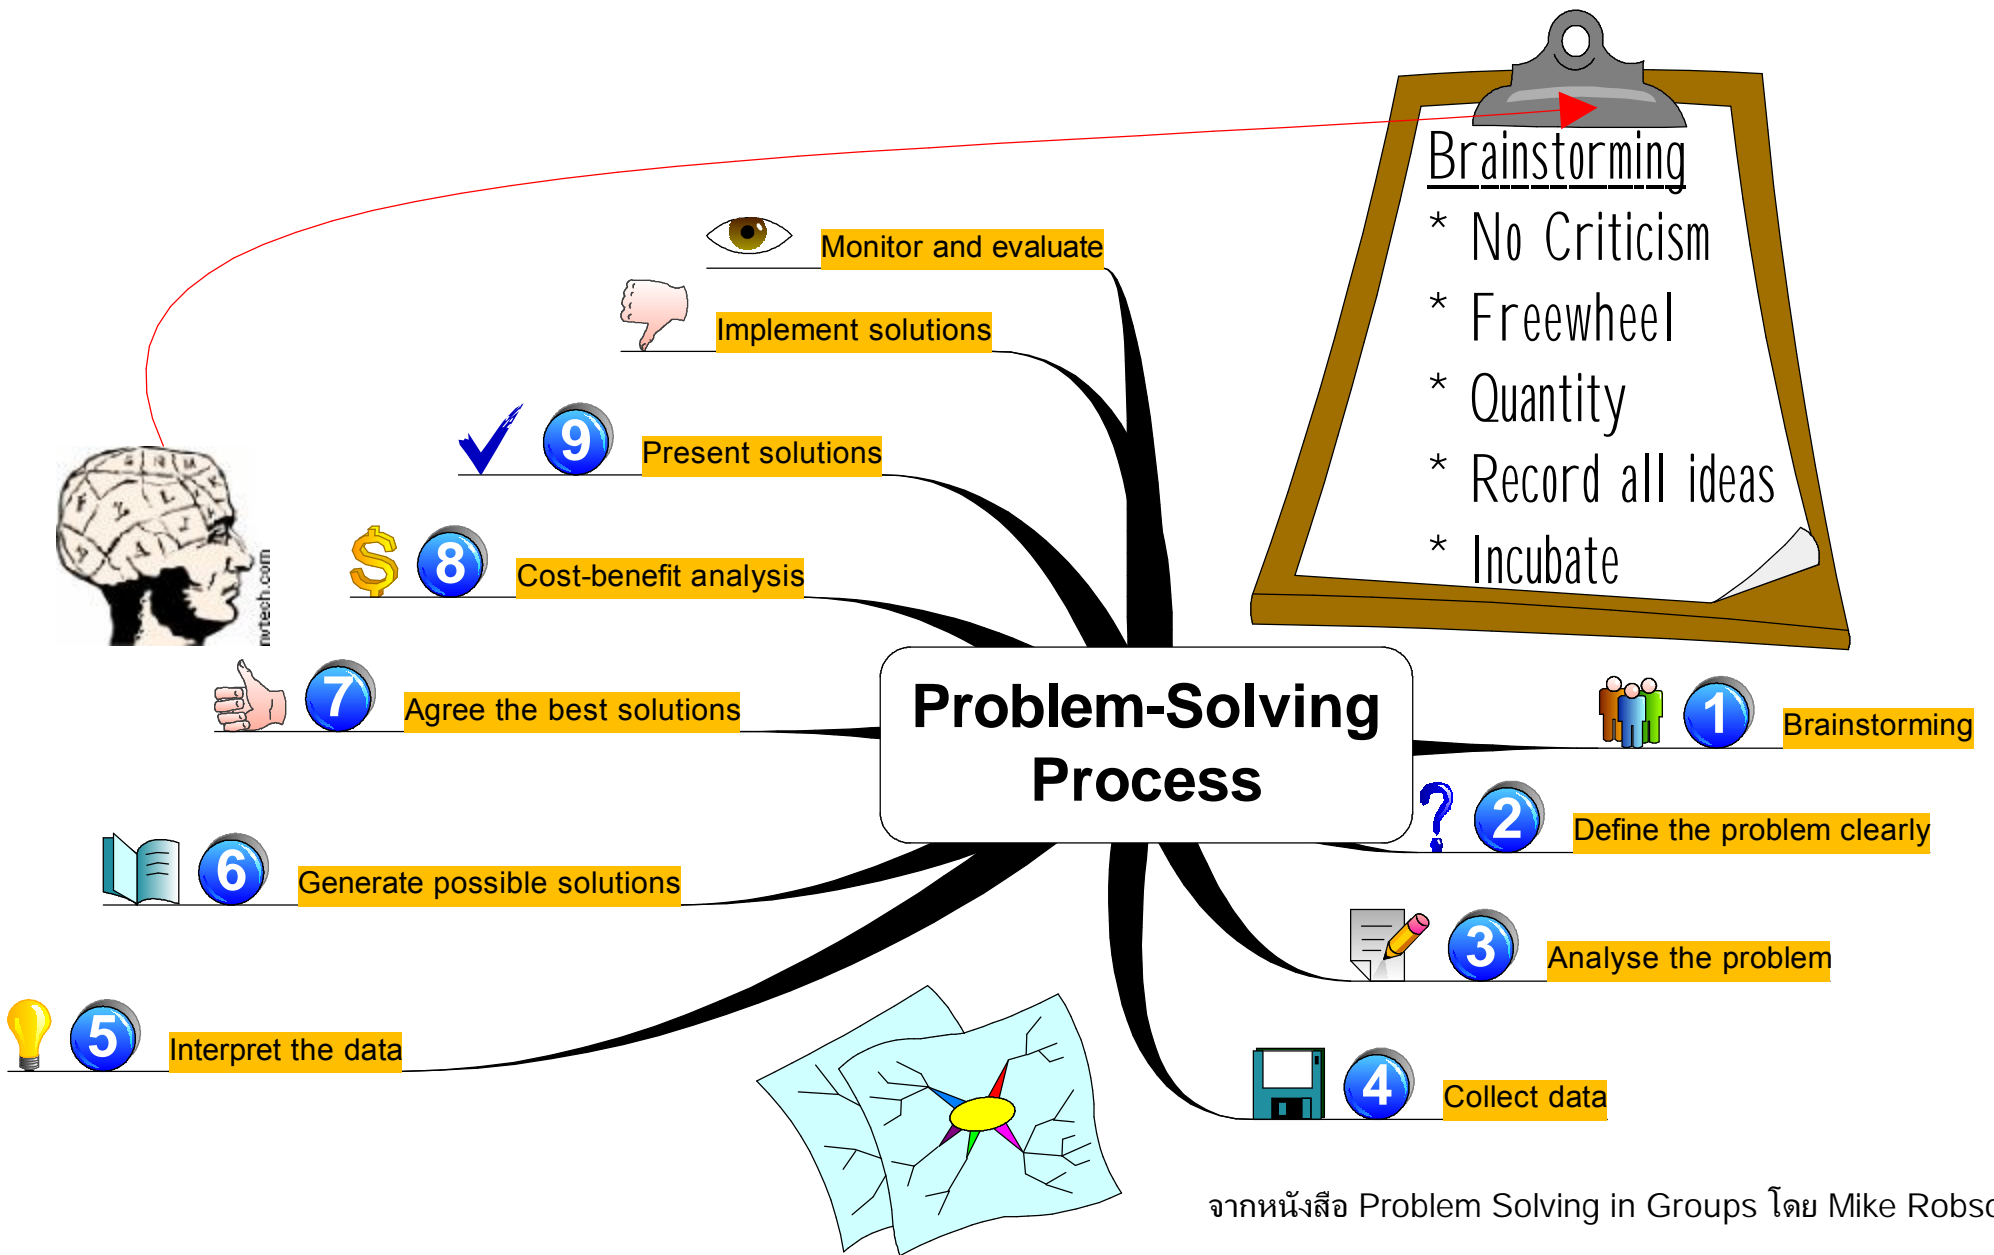 Brainstorming
* No Criticism
* Freewheel
* Quantity
* Record all ideas
* Incubate
Monitor and evaluate
Implement solutions
9 Present solutions
8 Cost-benefit analysis
7 Agree the best solutions
6 Generate possible solutions
5 Interpret the data
Problem-Solving
Process
1 Brainstorming
2 Define the problem clearly
3 Analyse the problem
4 Collect data
จากหนังสือ Problem Solving in Groups โดย Mike Robso